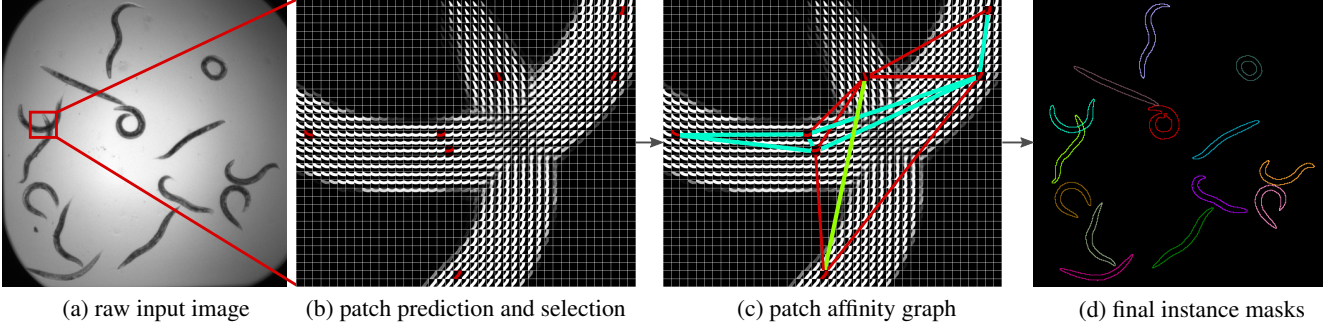 (a) raw input image
(b) patch prediction and selection
(c) patch affinity graph
(d) final instance masks